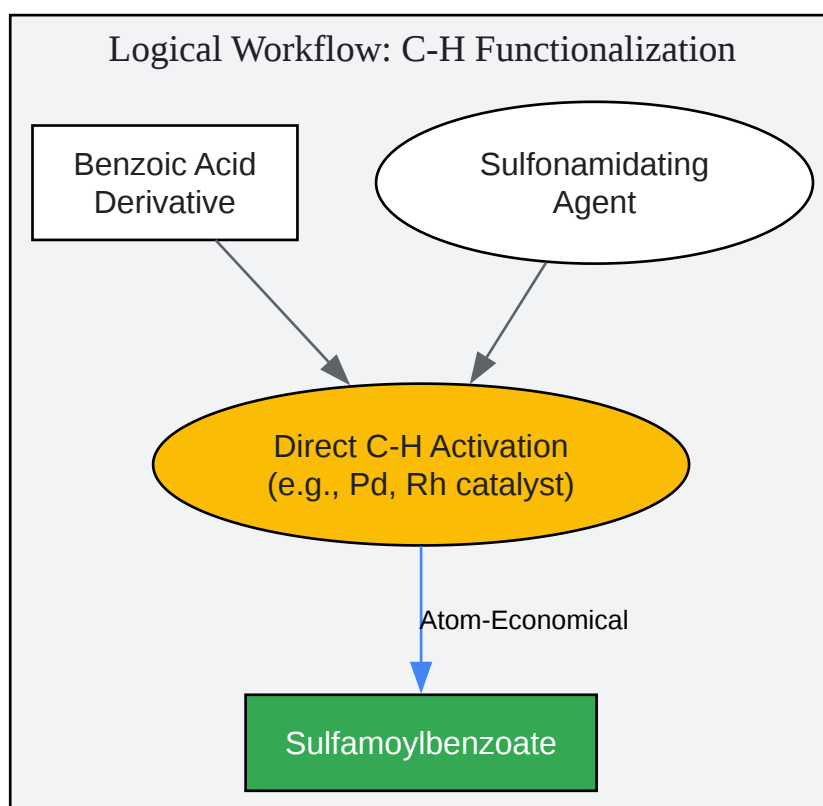 Logical Workflow: C-H Functionalization
Benzoic Acid
Derivative
Sulfonamidating
Agent
Direct C-H Activation
(e.g., Pd, Rh catalyst)
Atom-Economical
Sulfamoylbenzoate